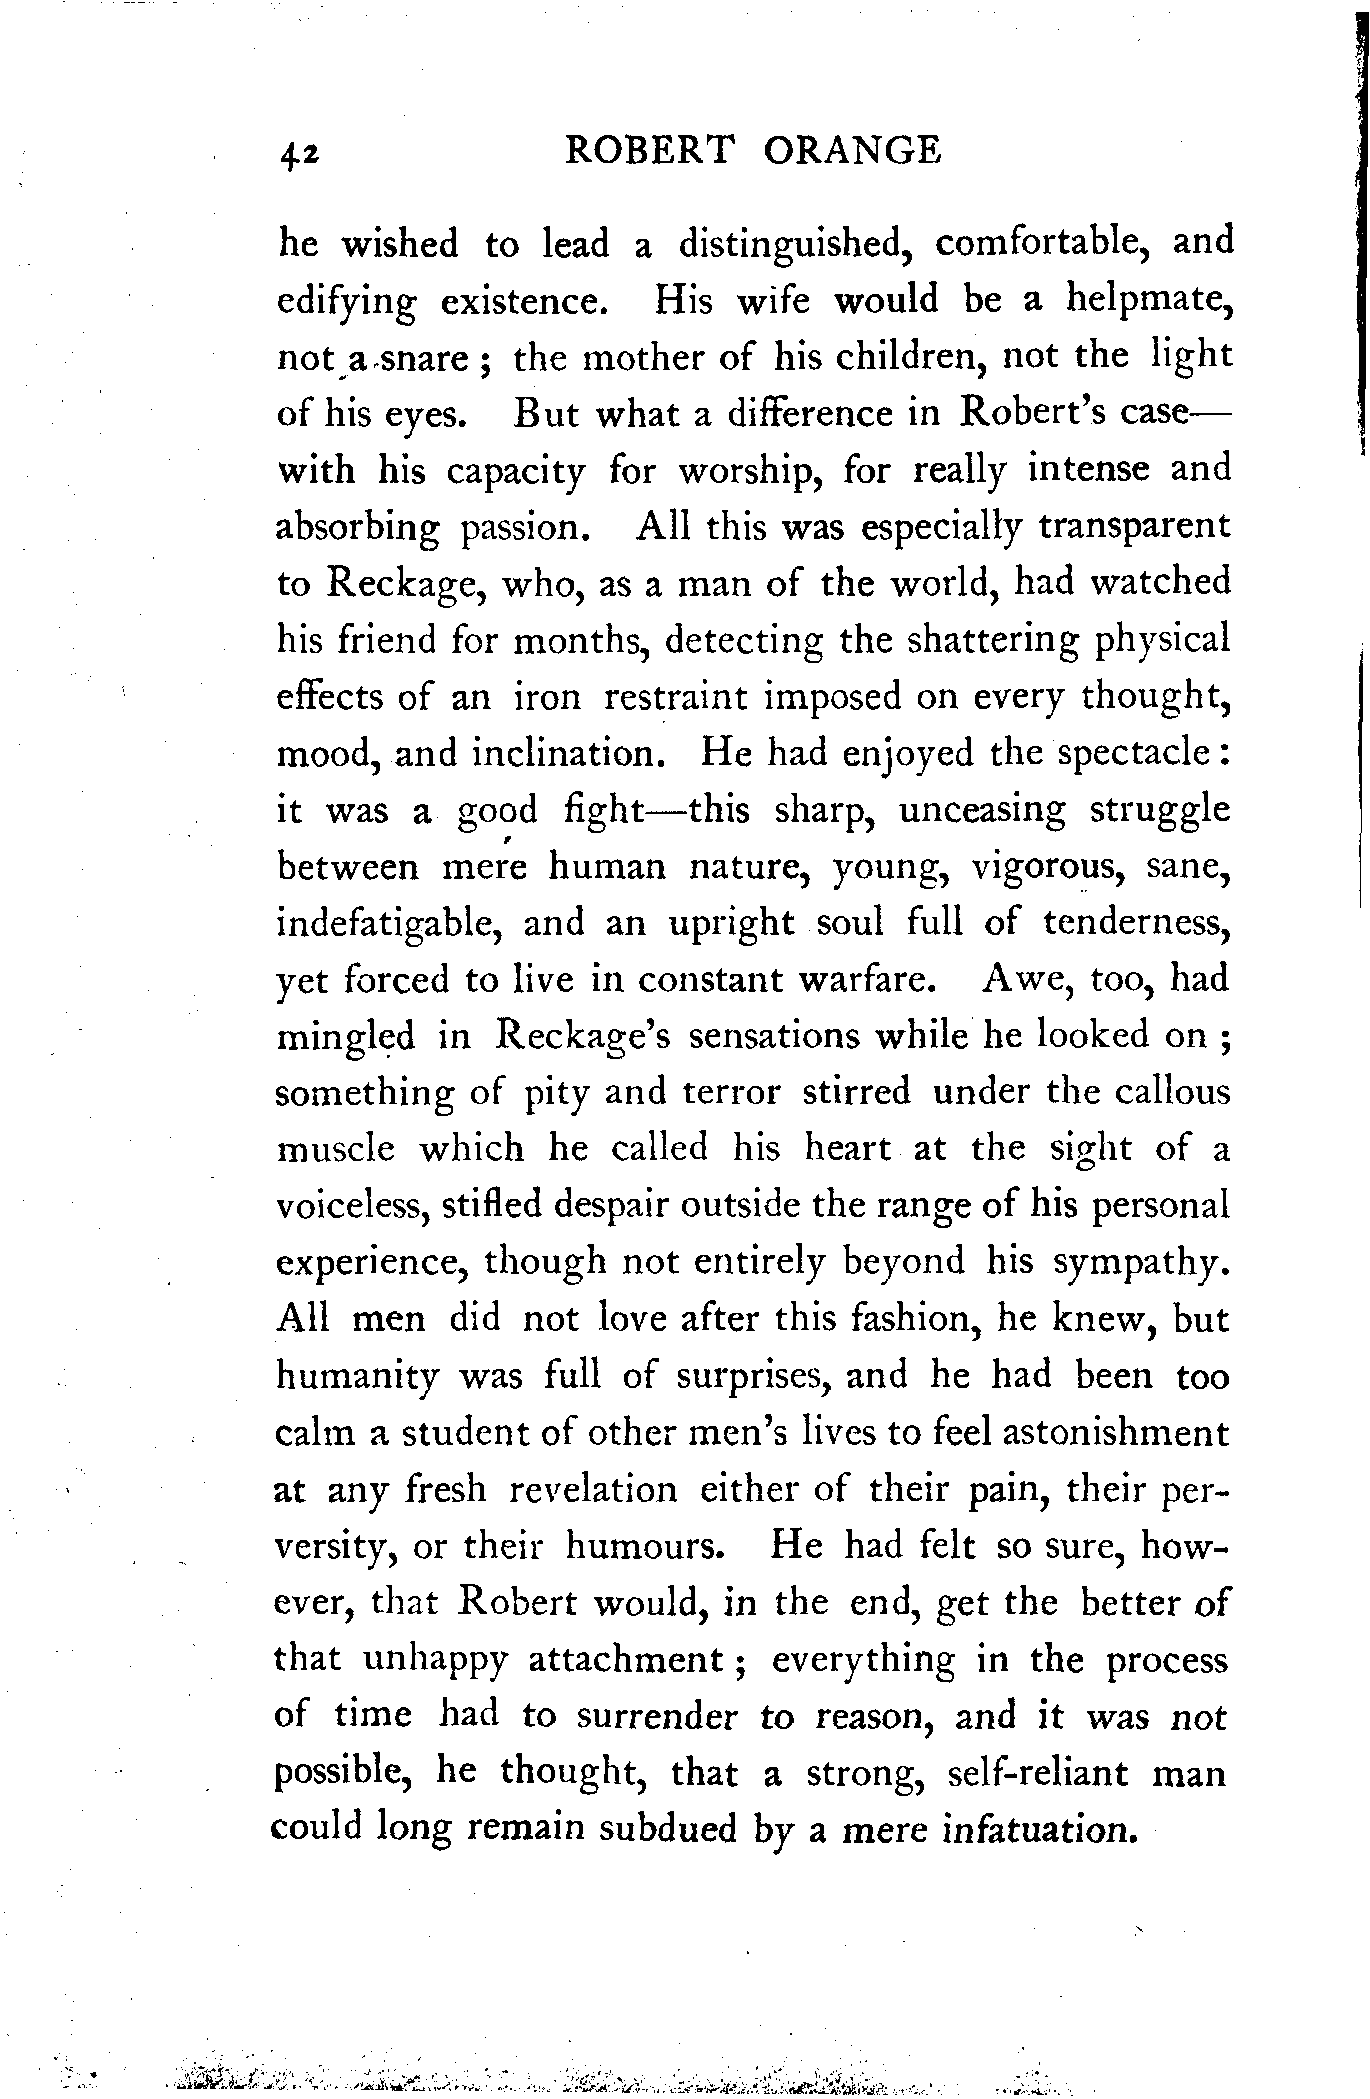 42 ROBERT ORANGE
he wished to lead a distinguished, comfortable, and
edifying existence. His wife would be a helpmate,
not a snare ; the mother of his children, not the light
of his eyes. But what a difference in Robert's case—
with his capacity for worship, for really intense and
absorbing passion. All this was especially transparent
to Reckage, who, as a man of the world, had watched
his friend for months, detecting the shattering physical
effects of an iron restraint imposed on every thought,
mood, and inclination. He had enjoyed the spectacle :
it was a good fight—this sharp, unceasing struggle
between mere human nature, young, vigorous, sane,
indefatigable, and an upright soul full of tenderness,
yet forced to live in constant warfare. Awe, too, had
mingled in Reckage's sensations while he looked on ;
something of pity and terror stirred under the callous
muscle which he called his heart at the sight of a
voiceless, stifled despair outside the range of his personal
experience, though not entirely beyond his sympathy.
All men did not love after this fashion, he knew, but
humanity was full of surprises, and he had been too
calm a student of other men's lives to feel astonishment
at any fresh revelation either of their pain, their per-
versity, or their humours. He had felt so sure, how-
ever, that Robert would, in the end, get the better of
that unhappy attachment ; everything in the process
of time had to surrender to reason, and it was not
possible, he thought, that a strong, self-reliant man
could long remain subdued by a mere infatuation.